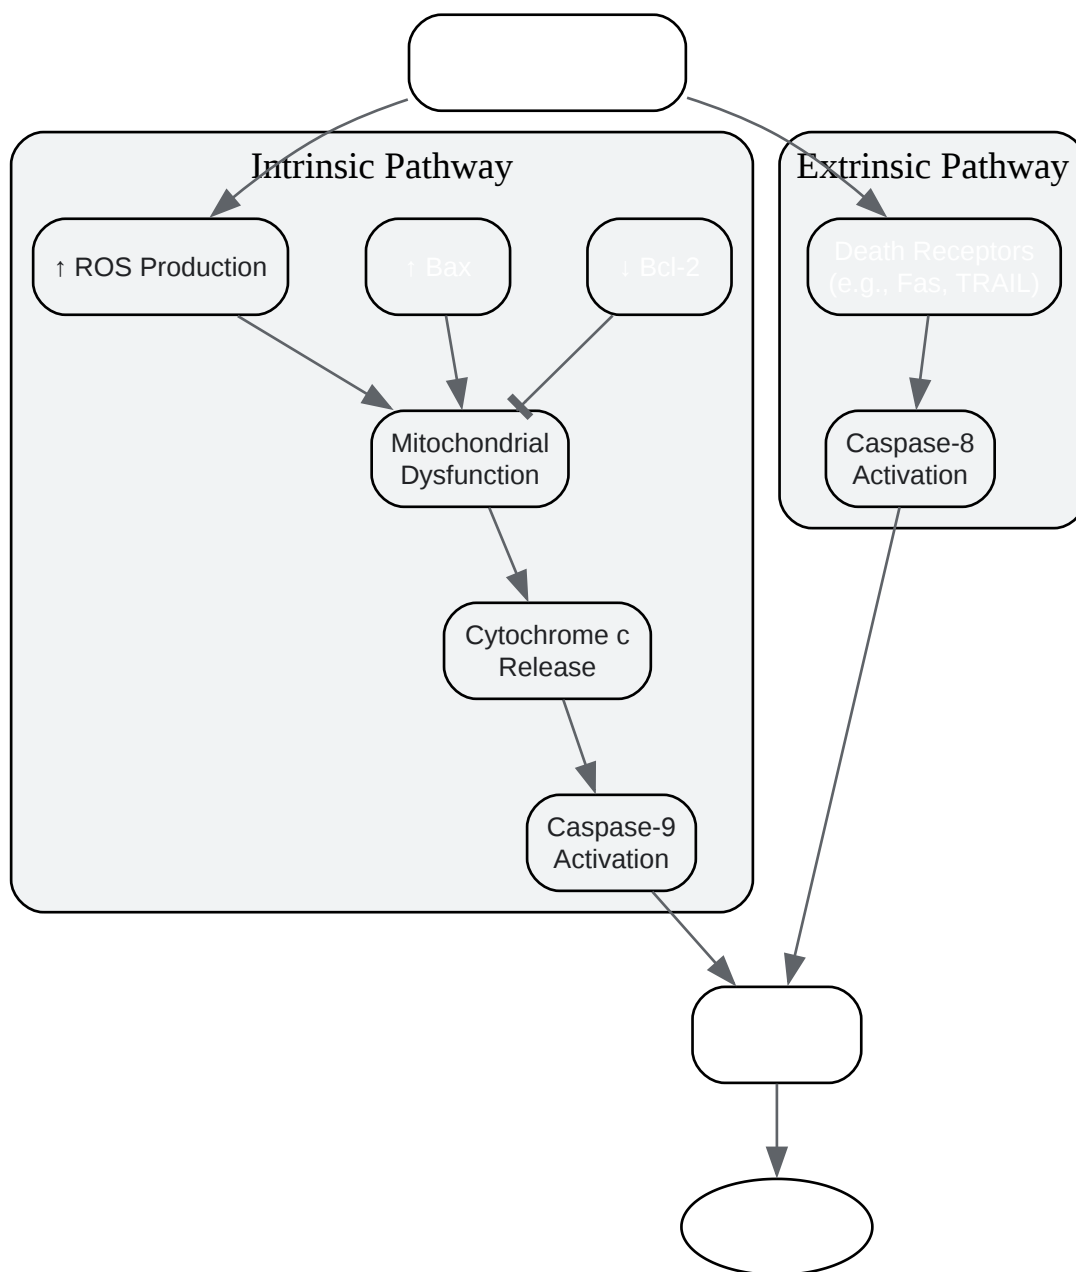 Intrinsic Pathway
Extrinsic Pathway
↑ ROS Production
↑ Bax
↓ Bcl-2
Death Receptors
(e.g., Fas, TRAIL)
Mitochondrial
Dysfunction
Caspase-8
Activation
Cytochrome c
Release
Caspase-9
Activation